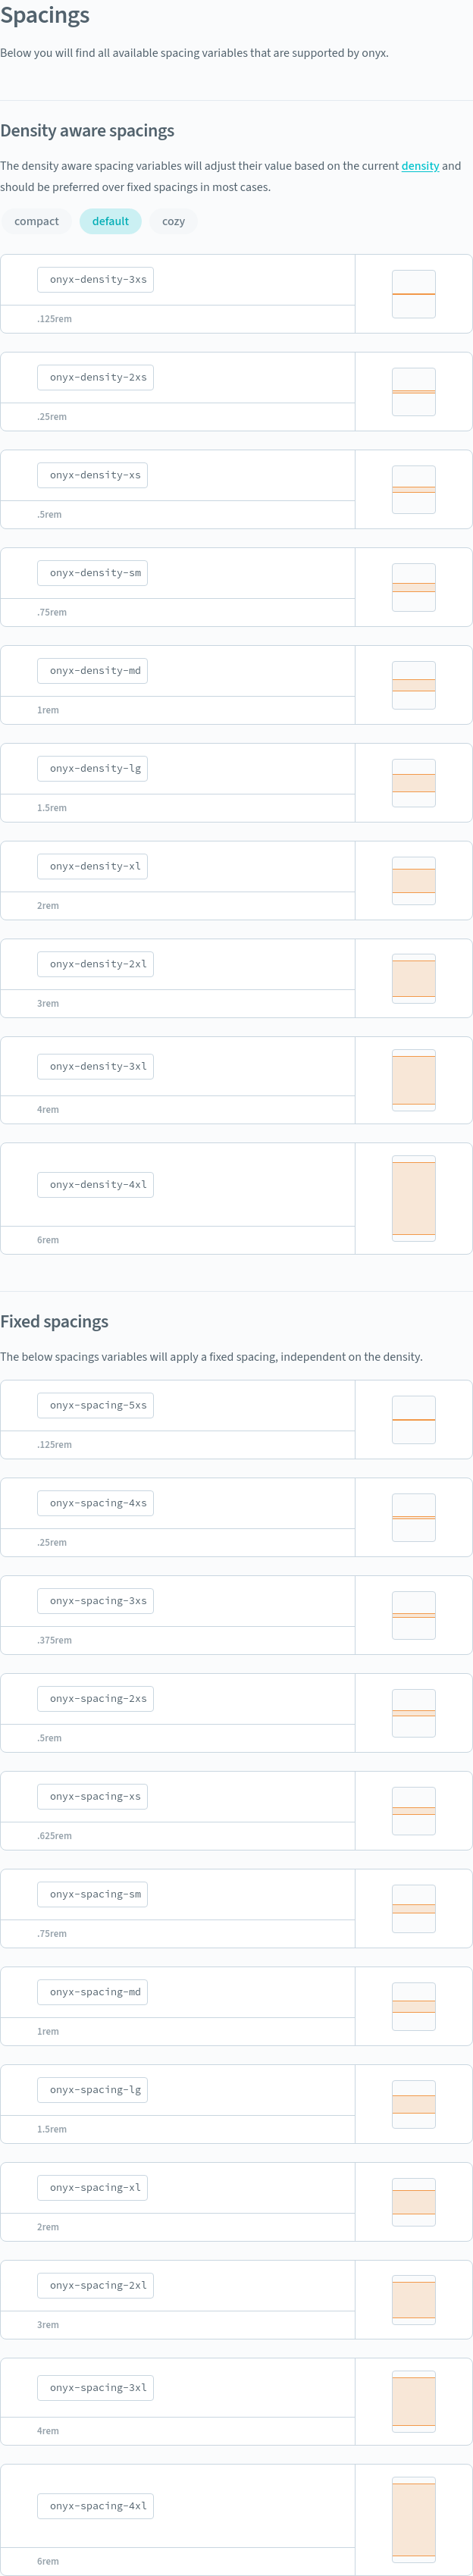 Spacings
Below you will find all available spacing variables that are supported by onyx.
Density aware spacings
The density aware spacing variables will adjust their value based on the current density and
should be preferred over fixed spacings in most cases.
compact default cozy
onyx-density-3xs
.125rem
onyx-density-2xs
.25rem
onyx-density-xs
.5rem
onyx-density-sm
.75rem
onyx-density-md
1rem
onyx-density-lg
1.5rem
onyx-density-xl
2rem
onyx-density-2xl
3rem
onyx-density-3xl
4rem
onyx-density-4xl
6rem
Fixed spacings
The below spacings variables will apply a fixed spacing, independent on the density.
onyx-spacing-5xs
.125rem
onyx-spacing-4xs
.25rem
onyx-spacing-3xs
.375rem
onyx-spacing-2xs
.5rem
onyx-spacing-xs
.625rem
onyx-spacing-sm
.75rem
onyx-spacing-md
1rem
onyx-spacing-lg
1.5rem
onyx-spacing-xl
2rem
onyx-spacing-2xl
3rem
onyx-spacing-3xl
4rem
onyx-spacing-4xl
6rem